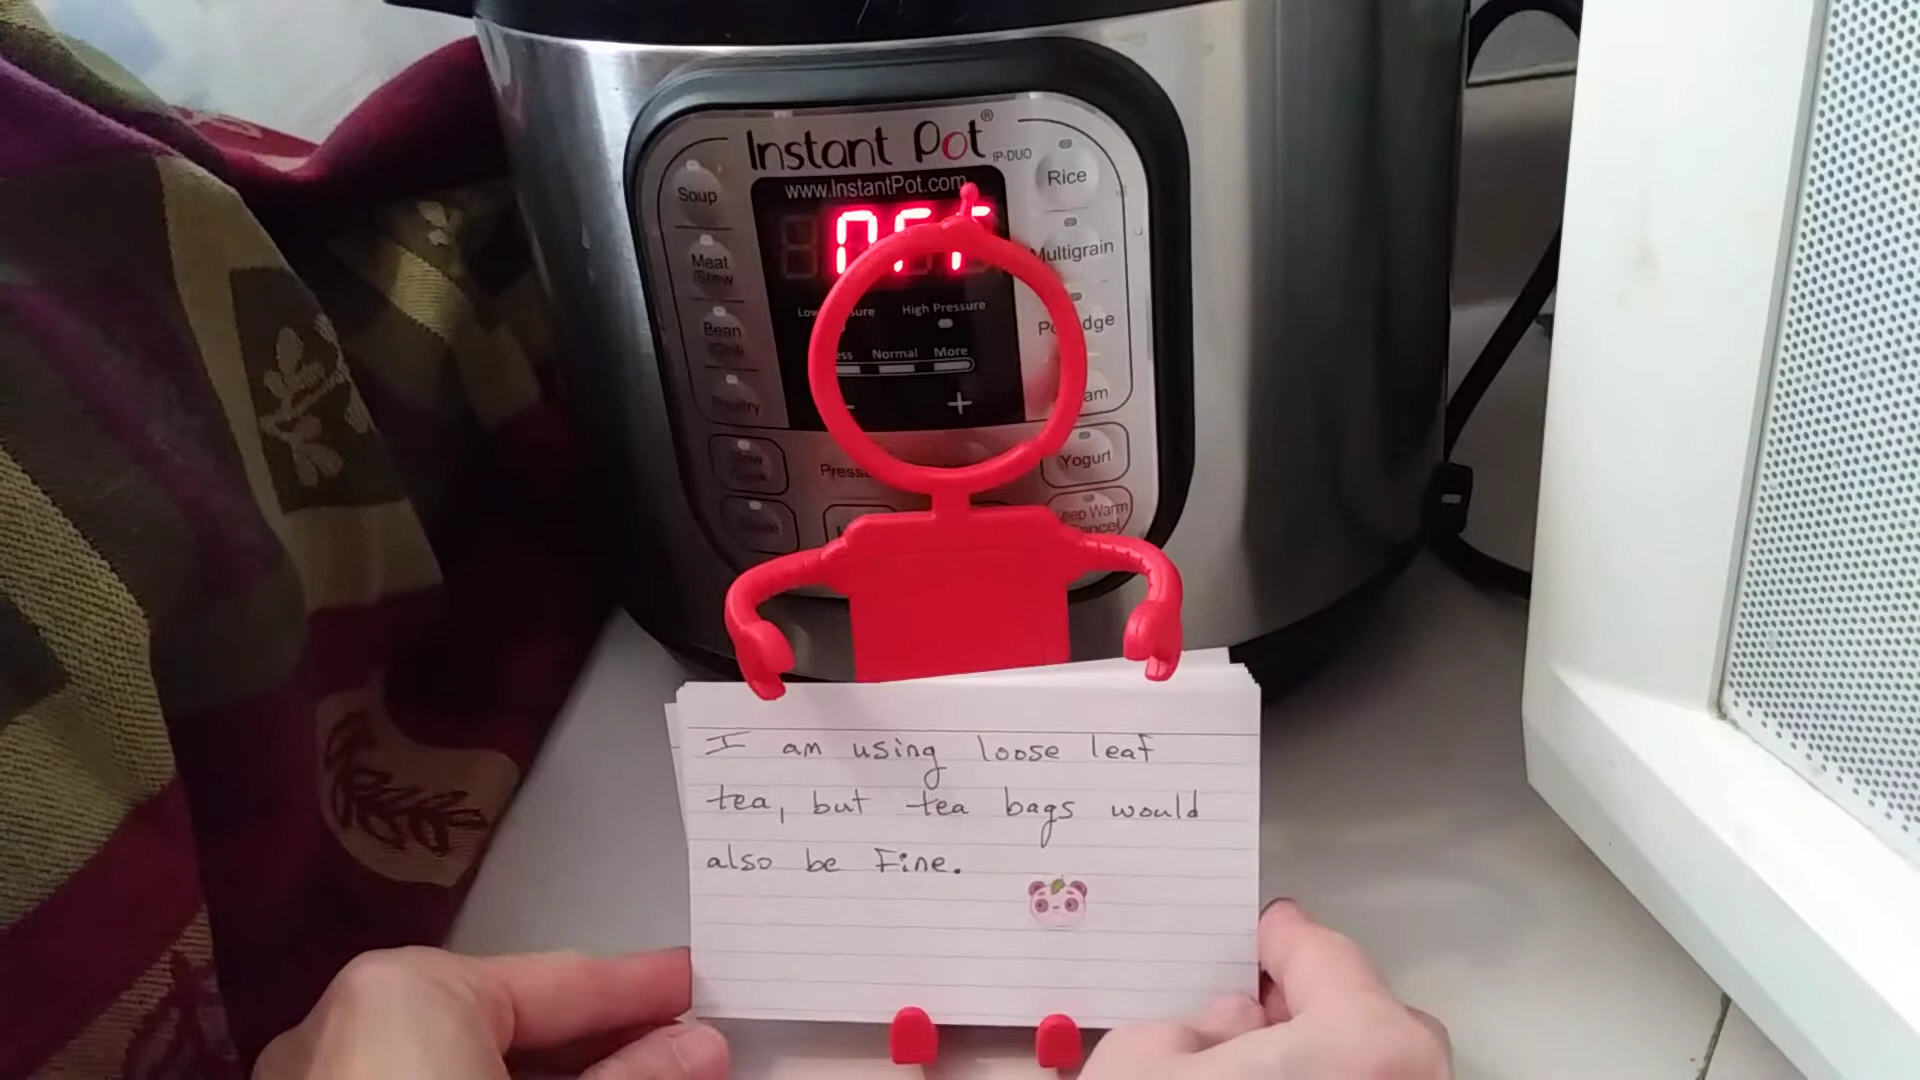 Instant Pot®
IP-DUO
www.InstantPot.com
Soup
Meat
/Stew
Bean
Poultry
Rice
Multigrain
Yogurt
High Pressure
Normal More
+
I am using loose leaf
tea, but tea bags would
also be fine.